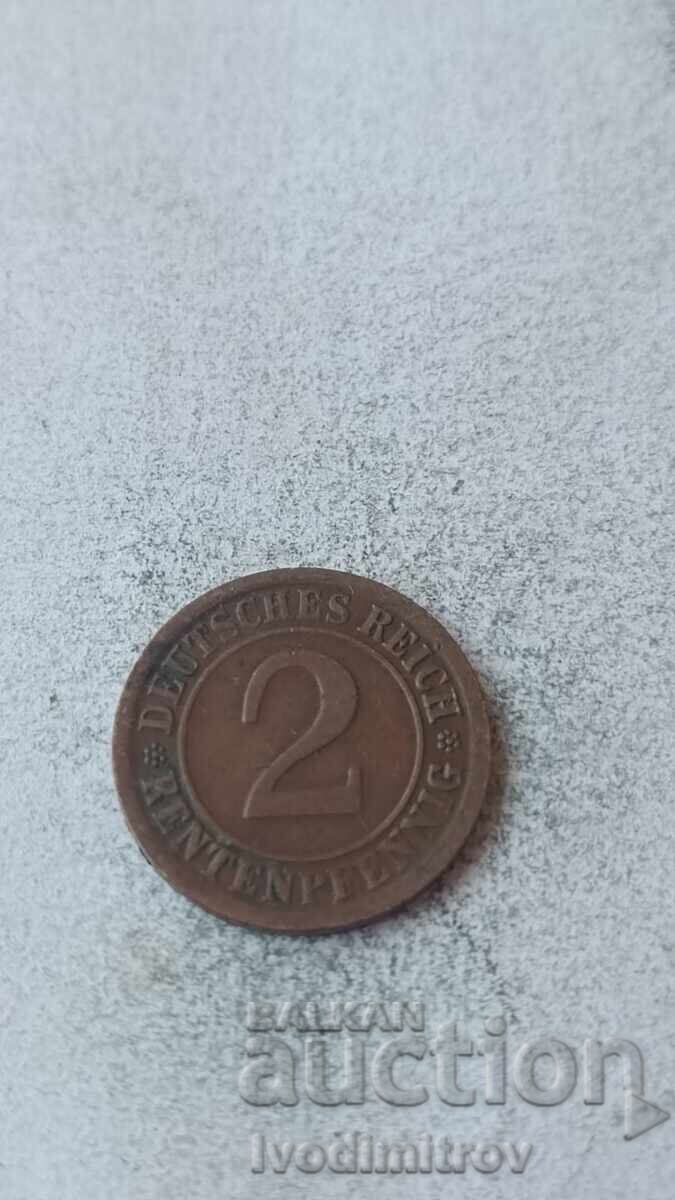 DEUTSCHES REICH
2
RENTENPFENNIG
BALKAN
auction
Ivodimitrov